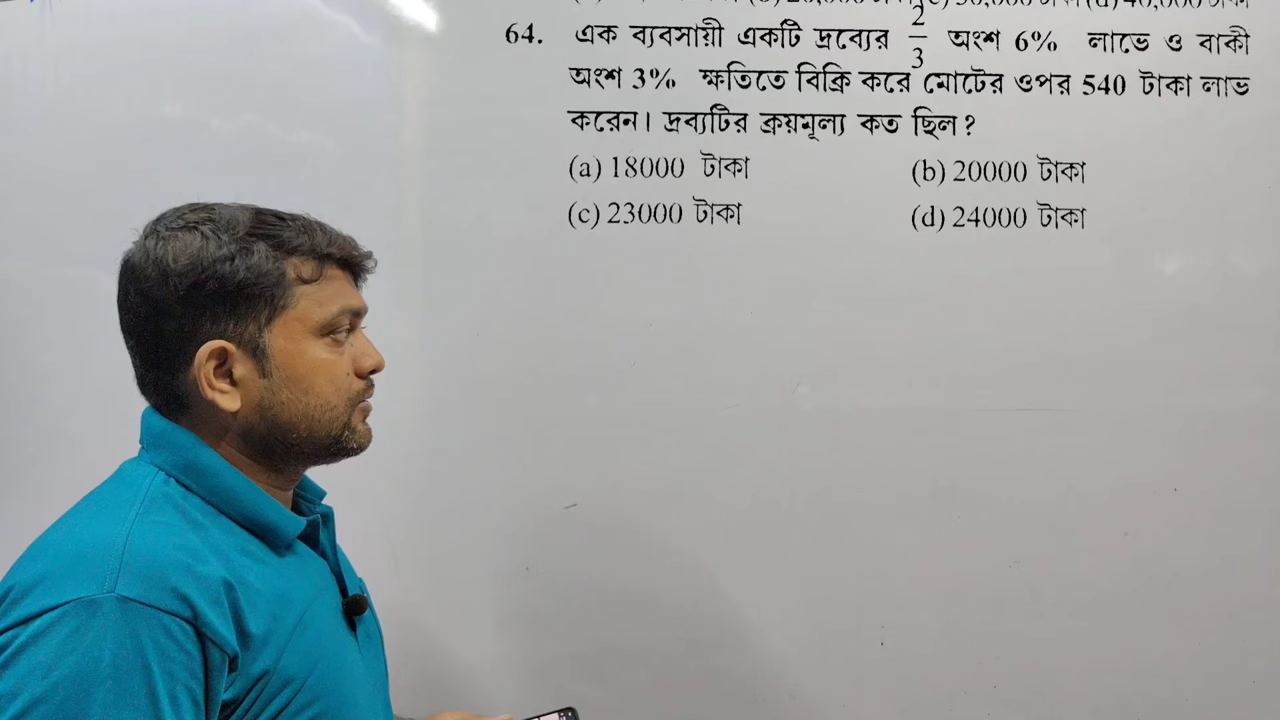 64. এক ব্যবসায়ী একটি দ্রব্যের 2/3 অংশ 6% লাভে ও বাকী
অংশ 3% ক্ষতিতে বিক্রি করে মোটের ওপর 540 টাকা লাভ
করেন। দ্রব্যটির ক্রয়মূল্য কত ছিল?
(a) 18000 টাকা (b) 20000 টাকা
(c) 23000 টাকা (d) 24000 টাকা